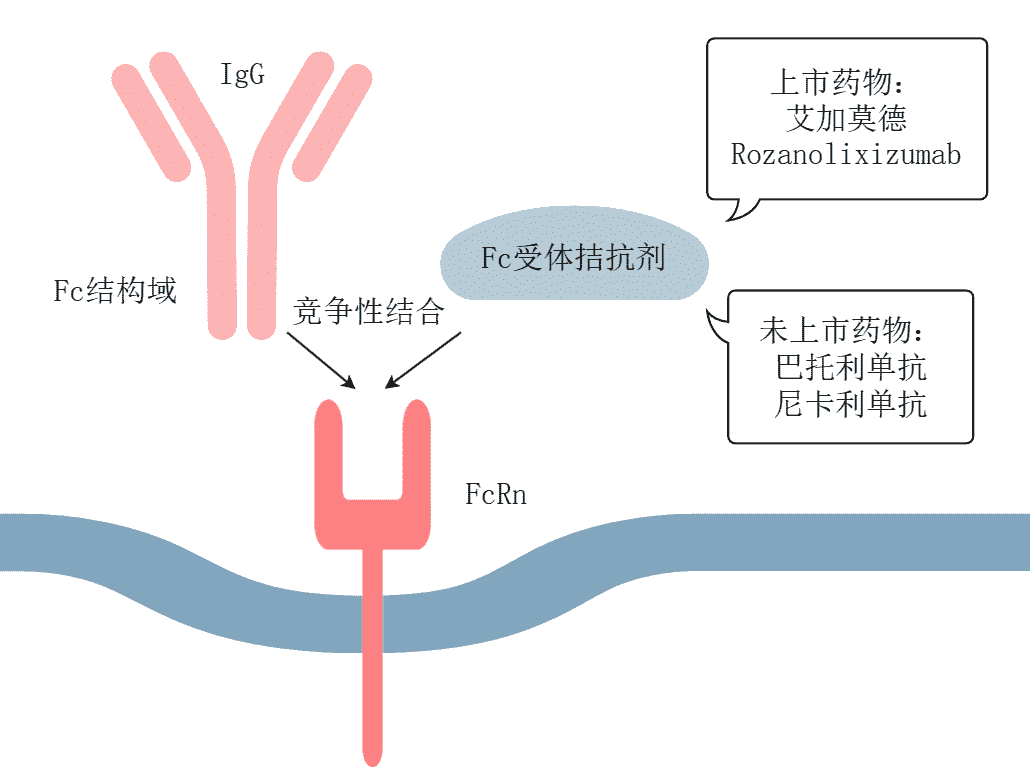 IgG
上市药物：
艾加莫德
Rozanolixizumab
Fc受体拮抗剂
Fc结构域
竞争性结合
未上市药物：
巴托利单抗
尼卡利单抗
FcRn